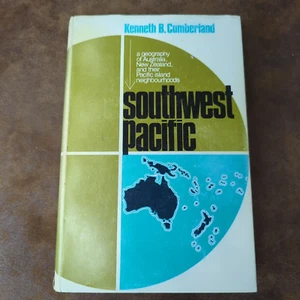 Kenneth B. Cumberland
a geography
of Australia,
New Zealand,
and their
Pacific island
neighbourhoods
southwest
pacific